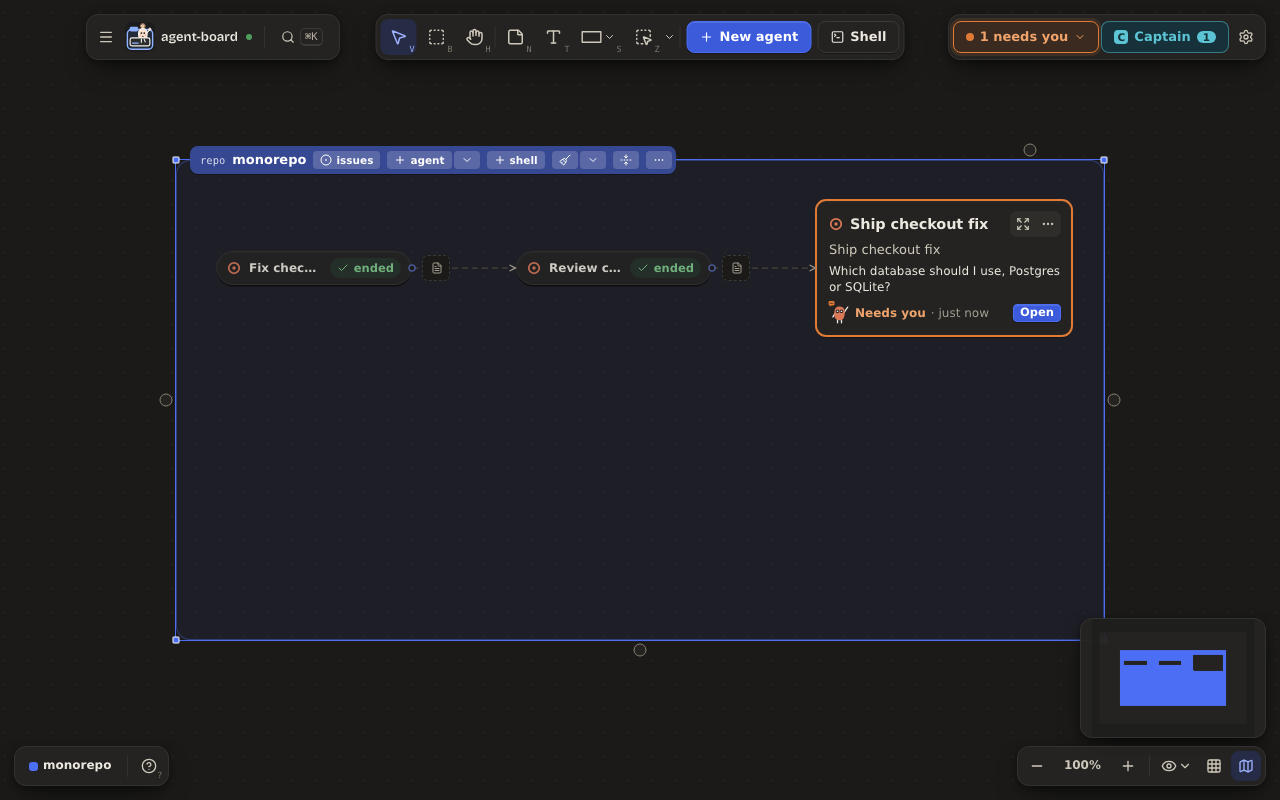 agent-board
⌘K
V
B
H
N
T
S
Z
New agent
Shell
1 needs you
C Captain 1
repo monorepo issues + agent + shell
Ship checkout fix
Ship checkout fix
Which database should I use, Postgres
or SQLite?
Needs you · just now Open
Fix chec... ended
Review c... ended
monorepo
?
100%